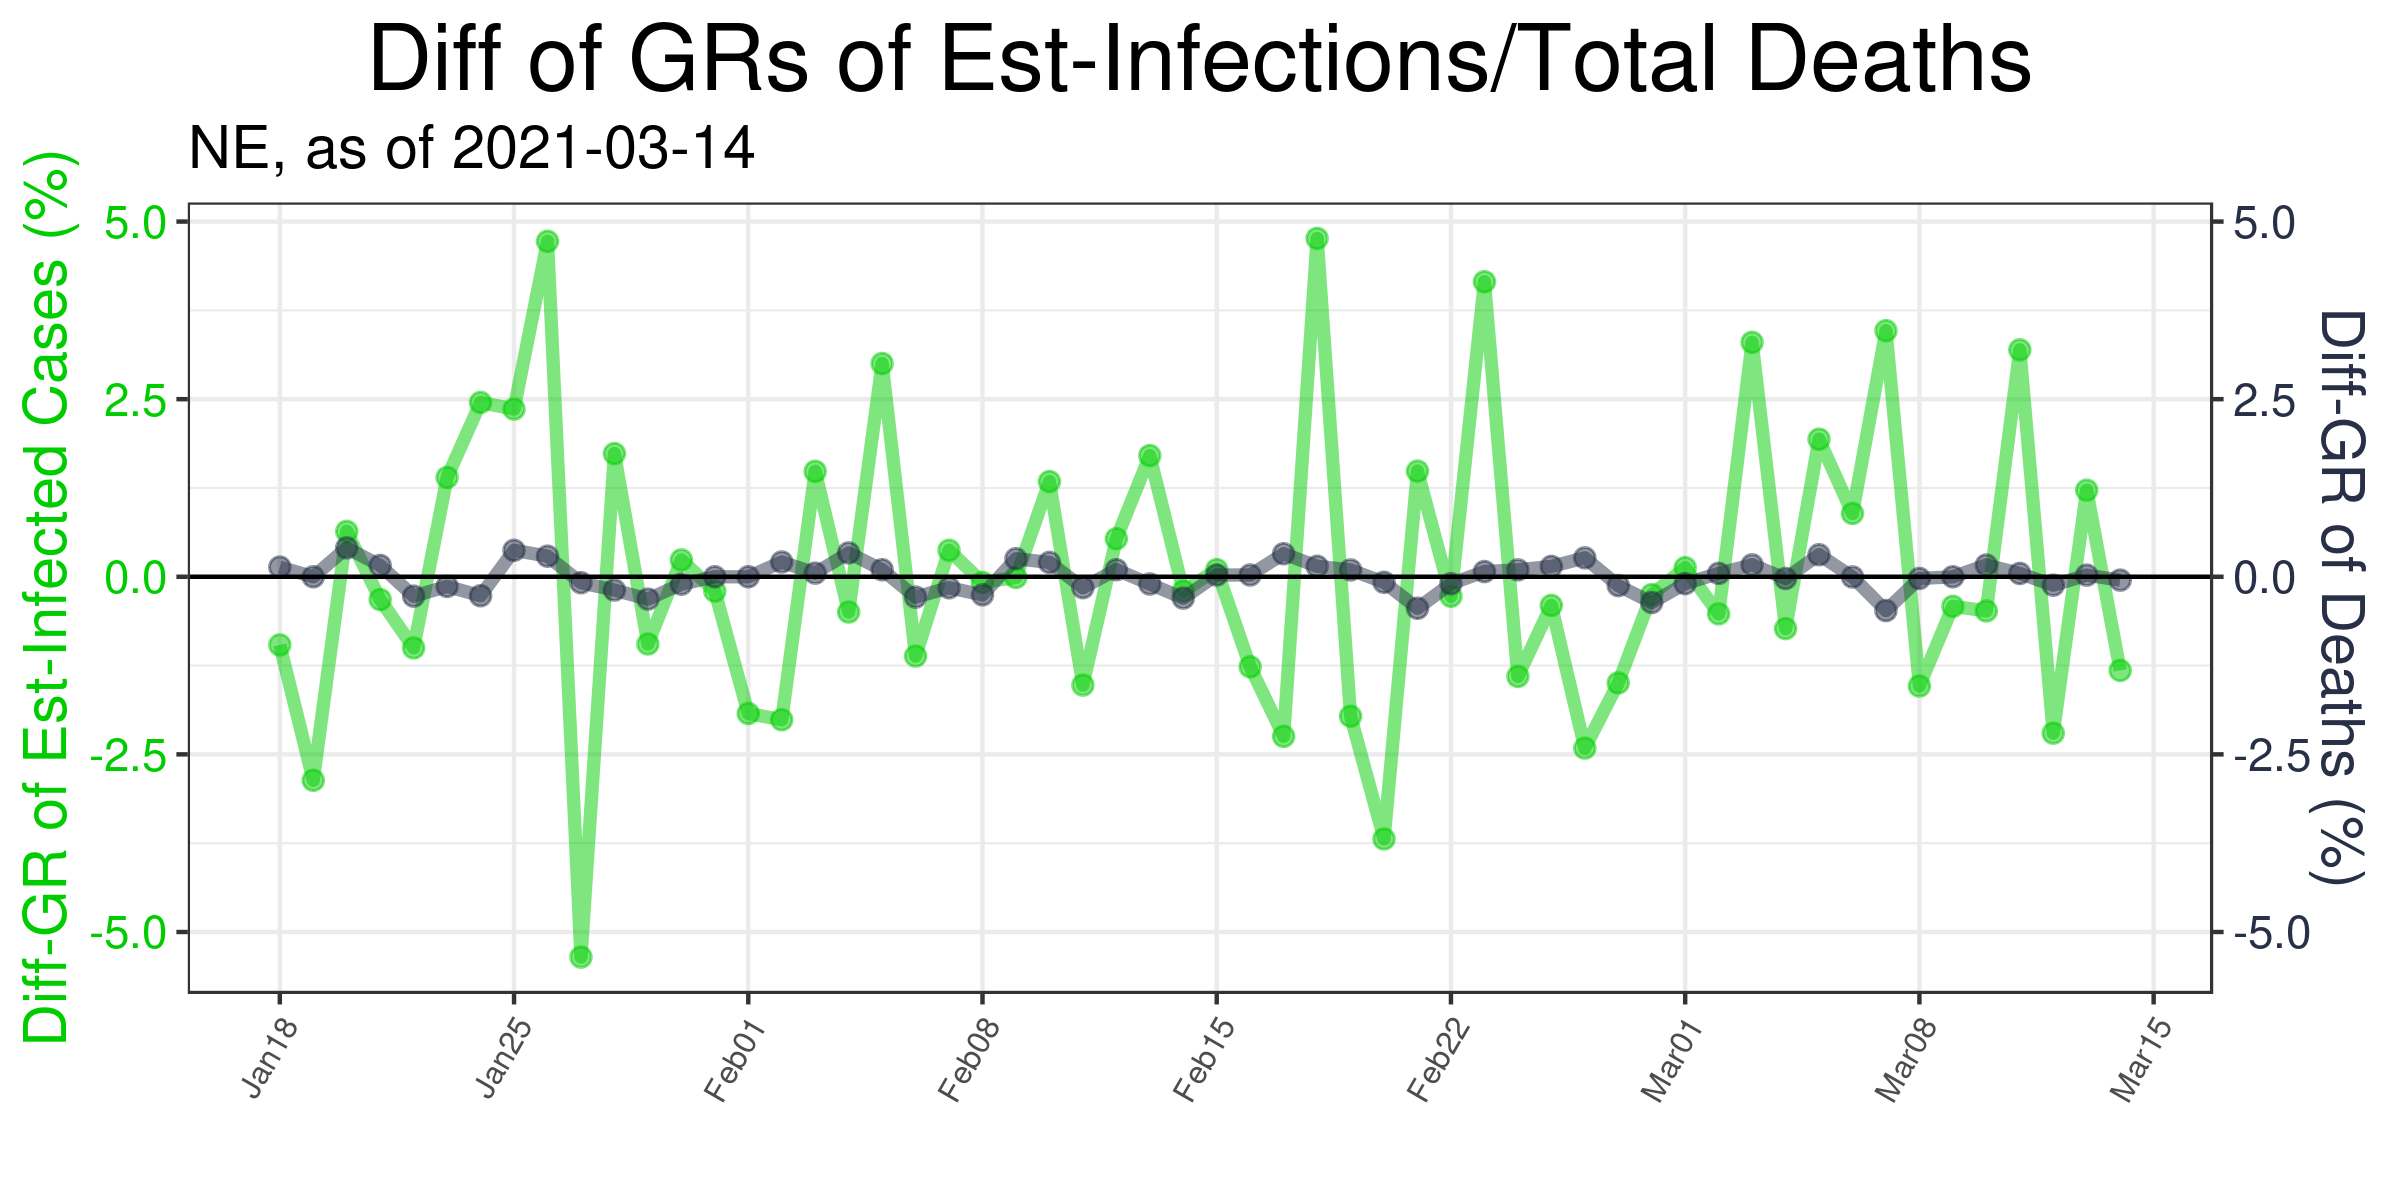 Diff of GRs of Est-Infections/Total Deaths
NE, as of 2021-03-14
Diff-GR of Est-Infected Cases (%)
5.0
2.5
0.0
-2.5
-5.0
5.0
2.5
0.0
-2.5
-5.0
Diff-GR of Deaths (%)
Jan18
Jan25
Feb01
Feb08
Feb15
Feb22
Mar01
Mar08
Mar15